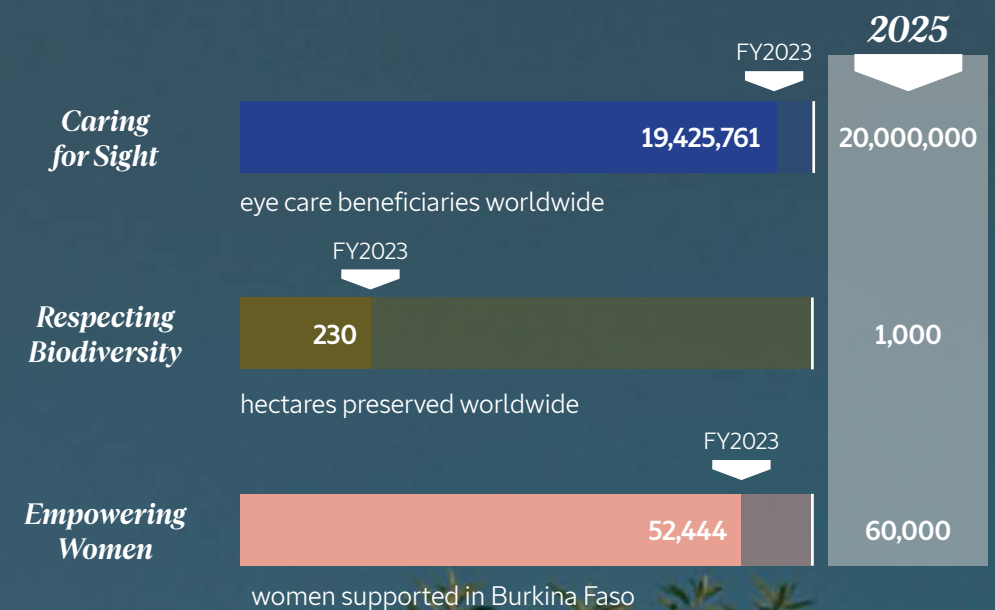 2025
FY2023
Caring
for Sight
19,425,761
20,000,000
eye care beneficiaries worldwide
FY2023
Respecting
Biodiversity
230
1,000
hectares preserved worldwide
FY2023
Empowering
Women
52,444
60,000
women supported in Burkina Faso